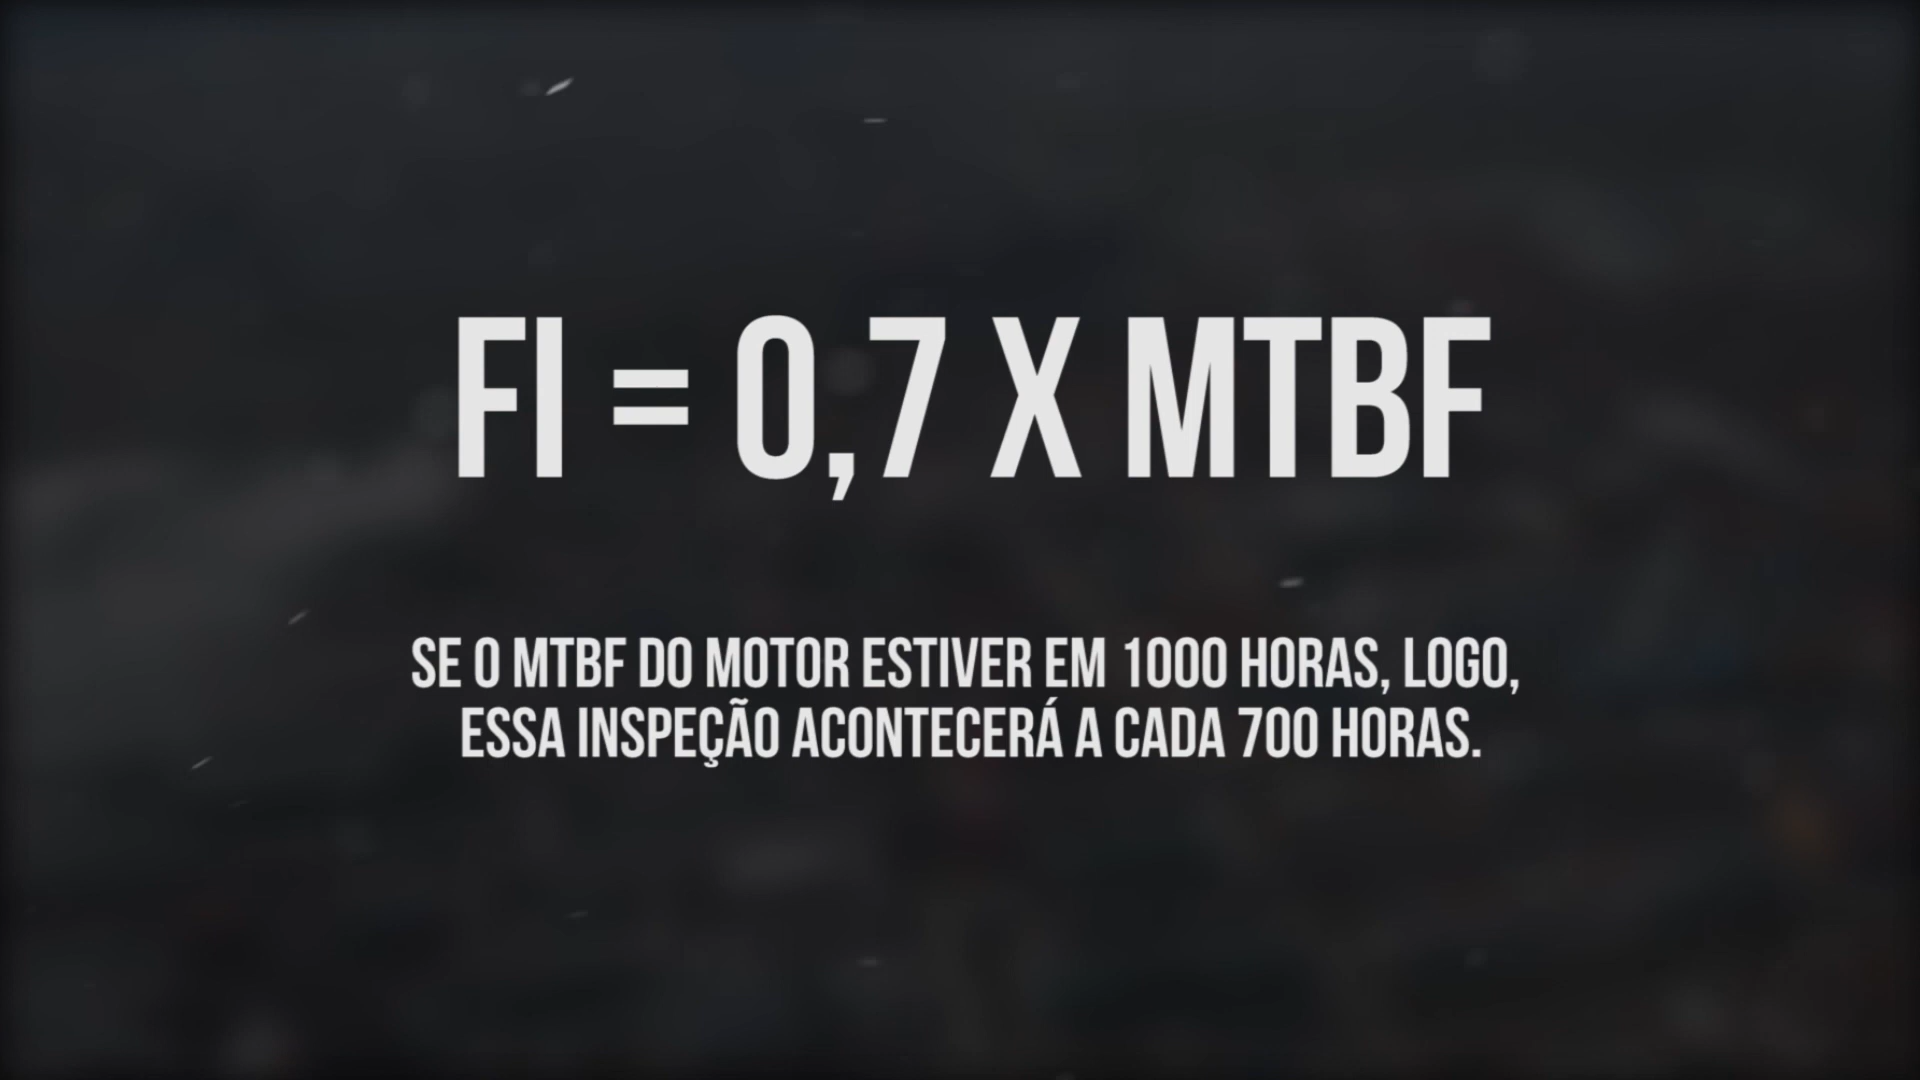 FI = 0,7 X MTBF
SE O MTBF DO MOTOR ESTIVER EM 1000 HORAS, LOGO,
ESSA INSPEÇÃO ACONTECERÁ A CADA 700 HORAS.